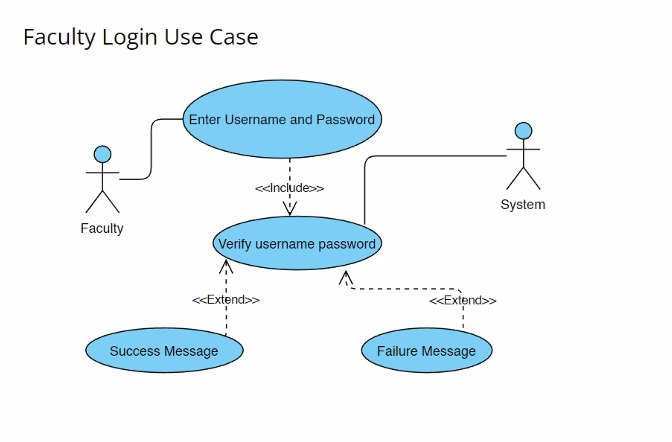 Faculty Login Use Case
Enter Username and Password
<<Include>>
System
Faculty
Verify username password
<<Extend>>
<<Extend>>
Success Message
Failure Message